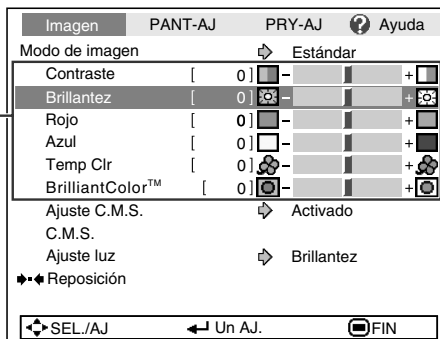 Imagen PANT-AJ PRY-AJ ? Ayuda
Modo de imagen Estándar
Contraste [ 0 ] - +
Brillantez [ 0 ] - +
Rojo [ 0 ] - +
Azul [ 0 ] - +
Temp Clr [ 0 ] - +
BrilliantColor™ [ 0 ] - +
Ajuste C.M.S. Activado
C.M.S.
Ajuste luz Brillantez
Reposición
SEL./AJ Un AJ. FIN